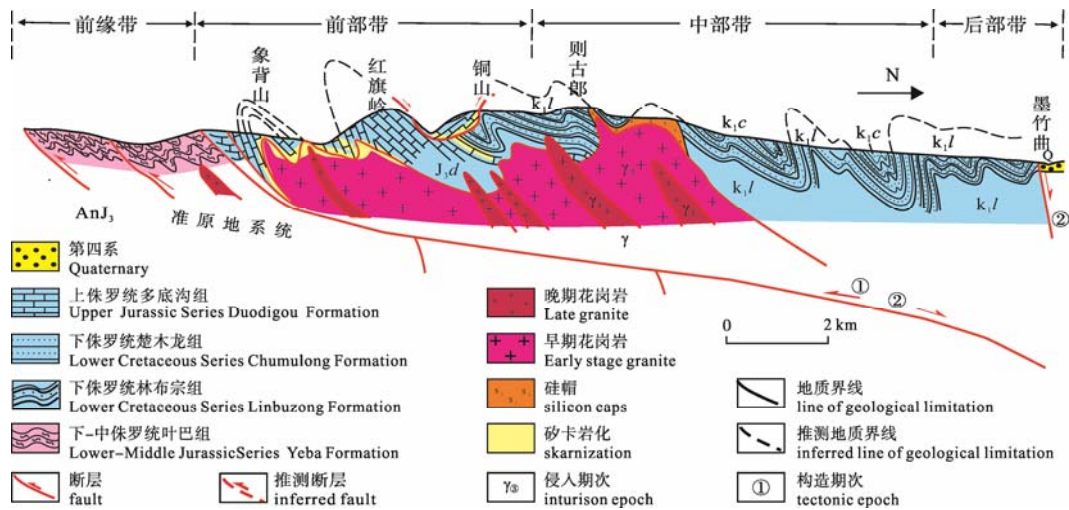 前缘带 前部带 中部带 后部带
象背山
红旗岭
铜山
则古郎
N
墨竹曲
k₁l
k₁l
k₁c
k₁l
k₁c
k₁l
Q
J₃d
k₁l
k₁l
AnJ₃
准原地系统
γ
②
①
②
0 2 km
第四系
Quaternary
上侏罗统多底沟组
Upper Jurassic Series Duodigou Formation
下侏罗统楚木龙组
Lower Cretaceous Series Chumulong Formation
下侏罗统林布宗组
Lower Cretaceous Series Linbuzong Formation
下-中侏罗统叶巴组
Lower-Middle JurassicSeries Yeba Formation
断层
fault
推测断层
inferred fault
晚期花岗岩
Late granite
早期花岗岩
Early stage granite
硅帽
silicon caps
矽卡岩化
skarnization
γ③
侵入期次
inturison epoch
地质界线
line of geological limitation
推测地质界线
inferred line of geological limitation
①
构造期次
tectonic epoch